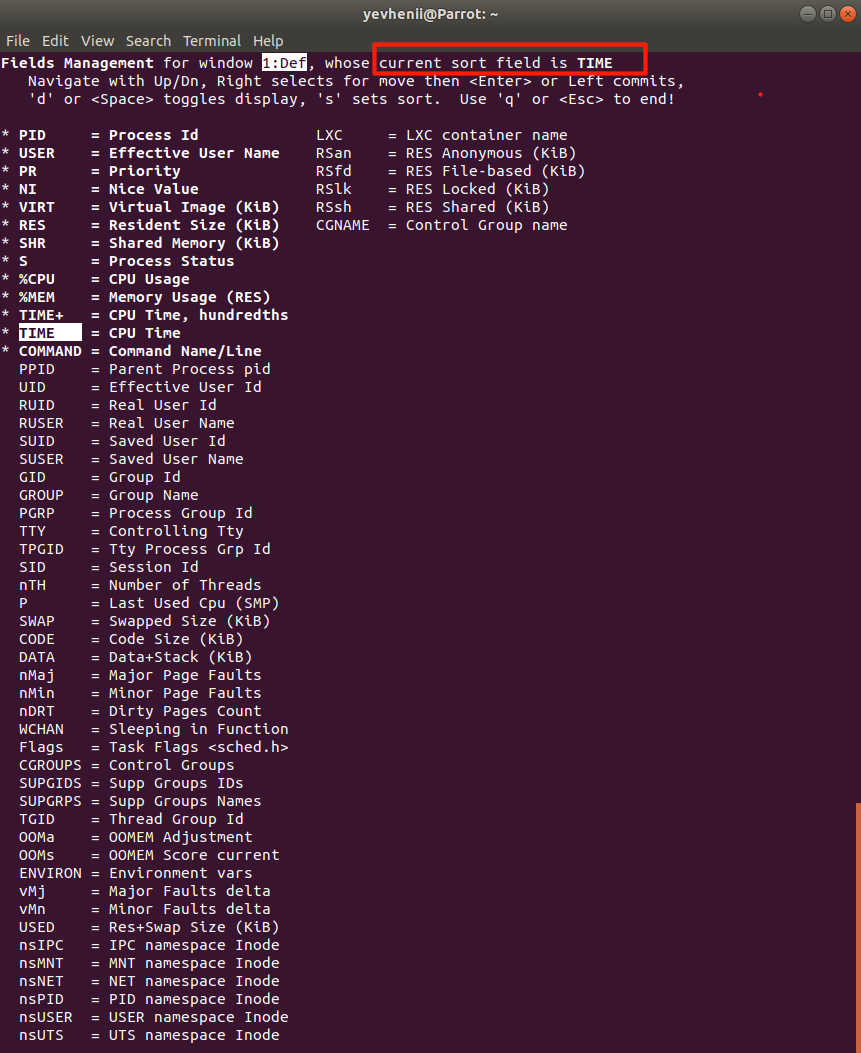 yevhenii@Parrot: ~
File Edit View Search Terminal Help
Fields Management for window 1:Def, whose current sort field is TIME
Navigate with Up/Dn, Right selects for move then <Enter> or Left commits,
'd' or <Space> toggles display, 's' sets sort. Use 'q' or <Esc> to end!
* PID = Process Id LXC = LXC container name
* USER = Effective User Name RSan = RES Anonymous (KiB)
* PR = Priority RSfd = RES File-based (KiB)
* NI = Nice Value RSlk = RES Locked (KiB)
* VIRT = Virtual Image (KiB) RSsh = RES Shared (KiB)
* RES = Resident Size (KiB) CGNAME = Control Group name
* SHR = Shared Memory (KiB)
* S = Process Status
* %CPU = CPU Usage
* %MEM = Memory Usage (RES)
* TIME+ = CPU Time, hundredths
* TIME = CPU Time
* COMMAND = Command Name/Line
PPID = Parent Process pid
UID = Effective User Id
RUID = Real User Id
RUSER = Real User Name
SUID = Saved User Id
SUSER = Saved User Name
GID = Group Id
GROUP = Group Name
PGRP = Process Group Id
TTY = Controlling Tty
TPGID = Tty Process Grp Id
SID = Session Id
nTH = Number of Threads
P = Last Used Cpu (SMP)
SWAP = Swapped Size (KiB)
CODE = Code Size (KiB)
DATA = Data+Stack (KiB)
nMaj = Major Page Faults
nMin = Minor Page Faults
nDRT = Dirty Pages Count
WCHAN = Sleeping in Function
Flags = Task Flags <sched.h>
CGROUPS = Control Groups
SUPGIDS = Supp Groups IDs
SUPGRPS = Supp Groups Names
TGID = Thread Group Id
OOMa = OOMEM Adjustment
OOMs = OOMEM Score current
ENVIRON = Environment vars
vMj = Major Faults delta
vMn = Minor Faults delta
USED = Res+Swap Size (KiB)
nsIPC = IPC namespace Inode
nsMNT = MNT namespace Inode
nsNET = NET namespace Inode
nsPID = PID namespace Inode
nsUSER = USER namespace Inode
nsUTS = UTS namespace Inode